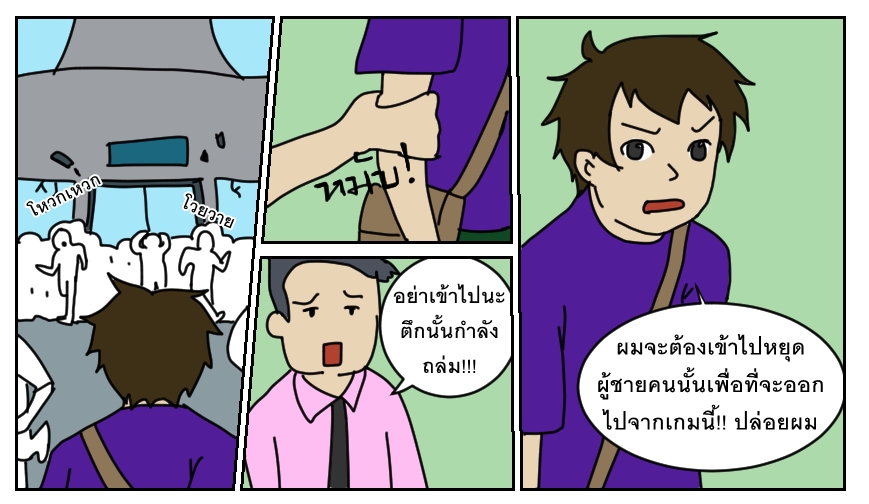 โหวกเหวก
โวยวาย
หมับ!
อย่าเข้าไปนะ
ตึกนั้นกำลัง
ถล่ม!!!
ผมจะต้องเข้าไปหยุด
ผู้ชายคนนั้นเพื่อที่จะออก
ไปจากเกมนี้!! ปล่อยผม